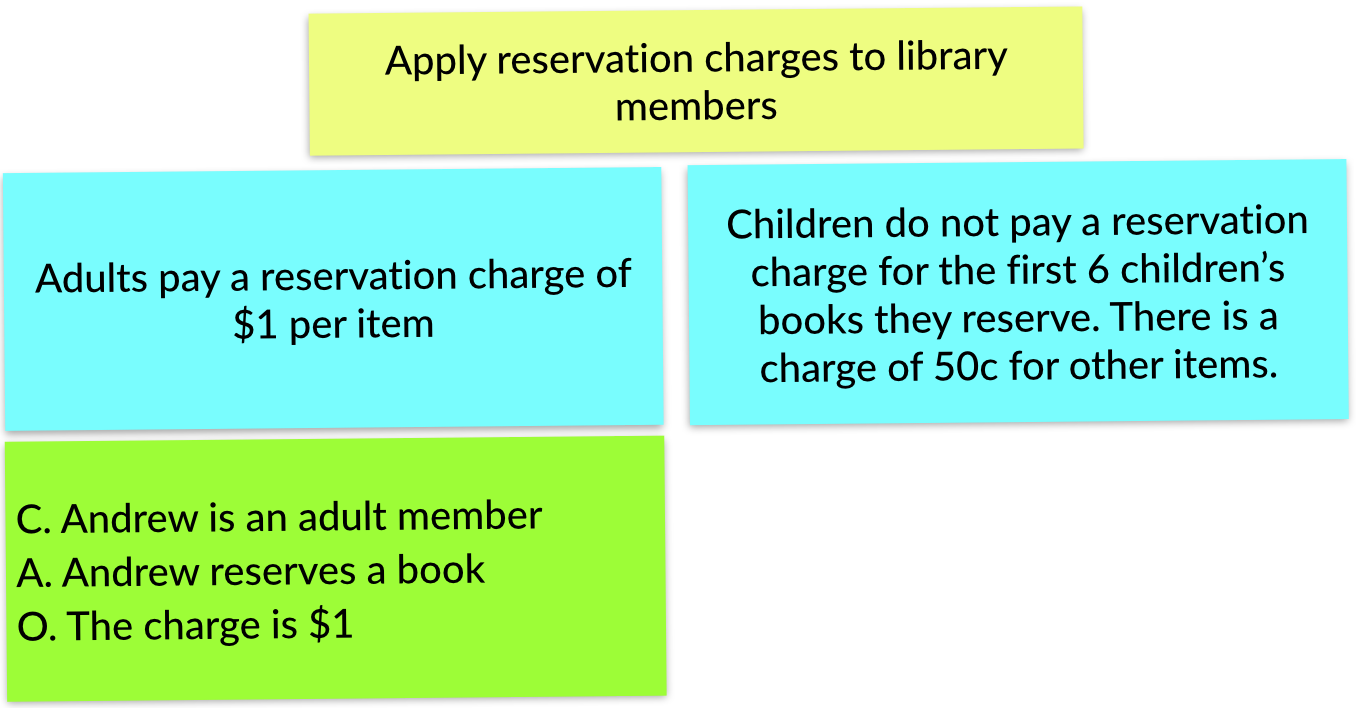 Apply reservation charges to library
members
Adults pay a reservation charge of
$1 per item
Children do not pay a reservation
charge for the first 6 children’s
books they reserve. There is a
charge of 50c for other items.
C. Andrew is an adult member
A. Andrew reserves a book
O. The charge is $1